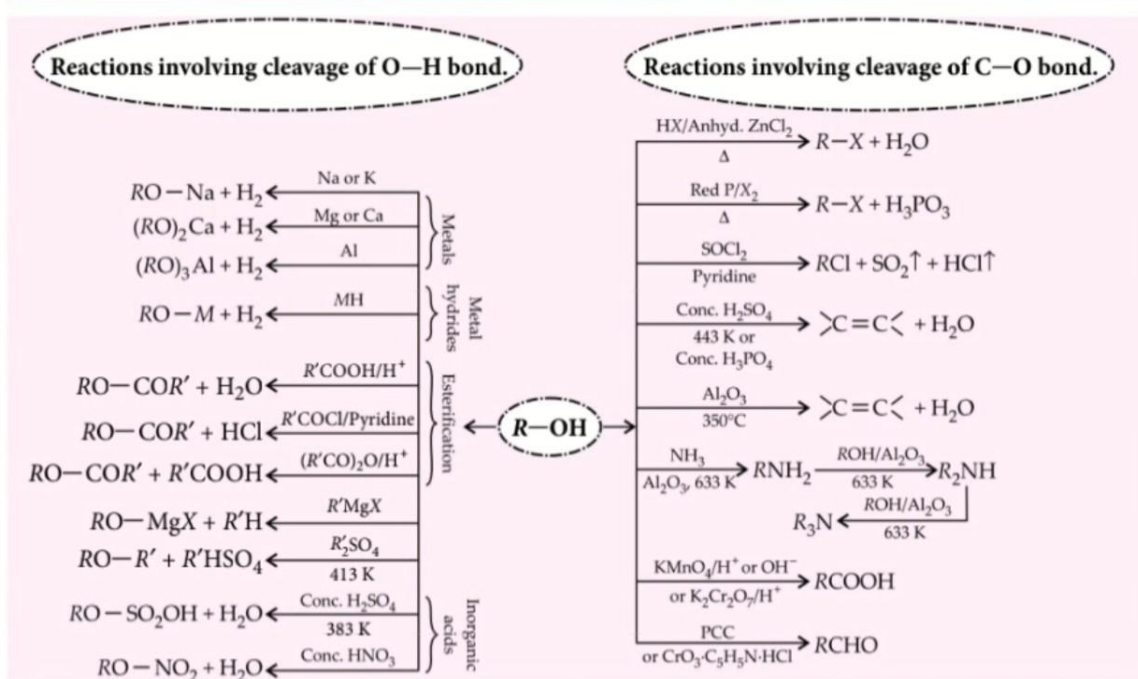 Reactions involving cleavage of O—H bond.
Reactions involving cleavage of C—O bond.
Na or K
RO—Na + H₂
Mg or Ca
(RO)₂Ca + H₂
Al
(RO)₃Al + H₂
Metals
MH
RO—M + H₂
Metal
hydrides
R′COOH/H⁺
RO—COR′ + H₂O
R′COCl/Pyridine
RO—COR′ + HCl
(R′CO)₂O/H⁺
RO—COR′ + R′COOH
Esterification
R′MgX
RO—MgX + R′H
R′₂SO₄
413 K
RO—R′ + R′HSO₄
Conc. H₂SO₄
383 K
RO—SO₂OH + H₂O
Conc. HNO₃
RO—NO₂ + H₂O
Inorganic
acids
R—OH
HX/Anhyd. ZnCl₂
Δ
R—X + H₂O
Red P/X₂
Δ
R—X + H₃PO₃
SOCl₂
Pyridine
RCl + SO₂↑ + HCl↑
Conc. H₂SO₄
443 K or
Conc. H₃PO₄
>C=C< + H₂O
Al₂O₃
350°C
>C=C< + H₂O
NH₃
Al₂O₃, 633 K
RNH₂
ROH/Al₂O₃
633 K
R₂NH
ROH/Al₂O₃
633 K
R₃N
KMnO₄/H⁺ or OH⁻
or K₂Cr₂O₇/H⁺
RCOOH
PCC
or CrO₃·C₅H₅N·HCl
RCHO